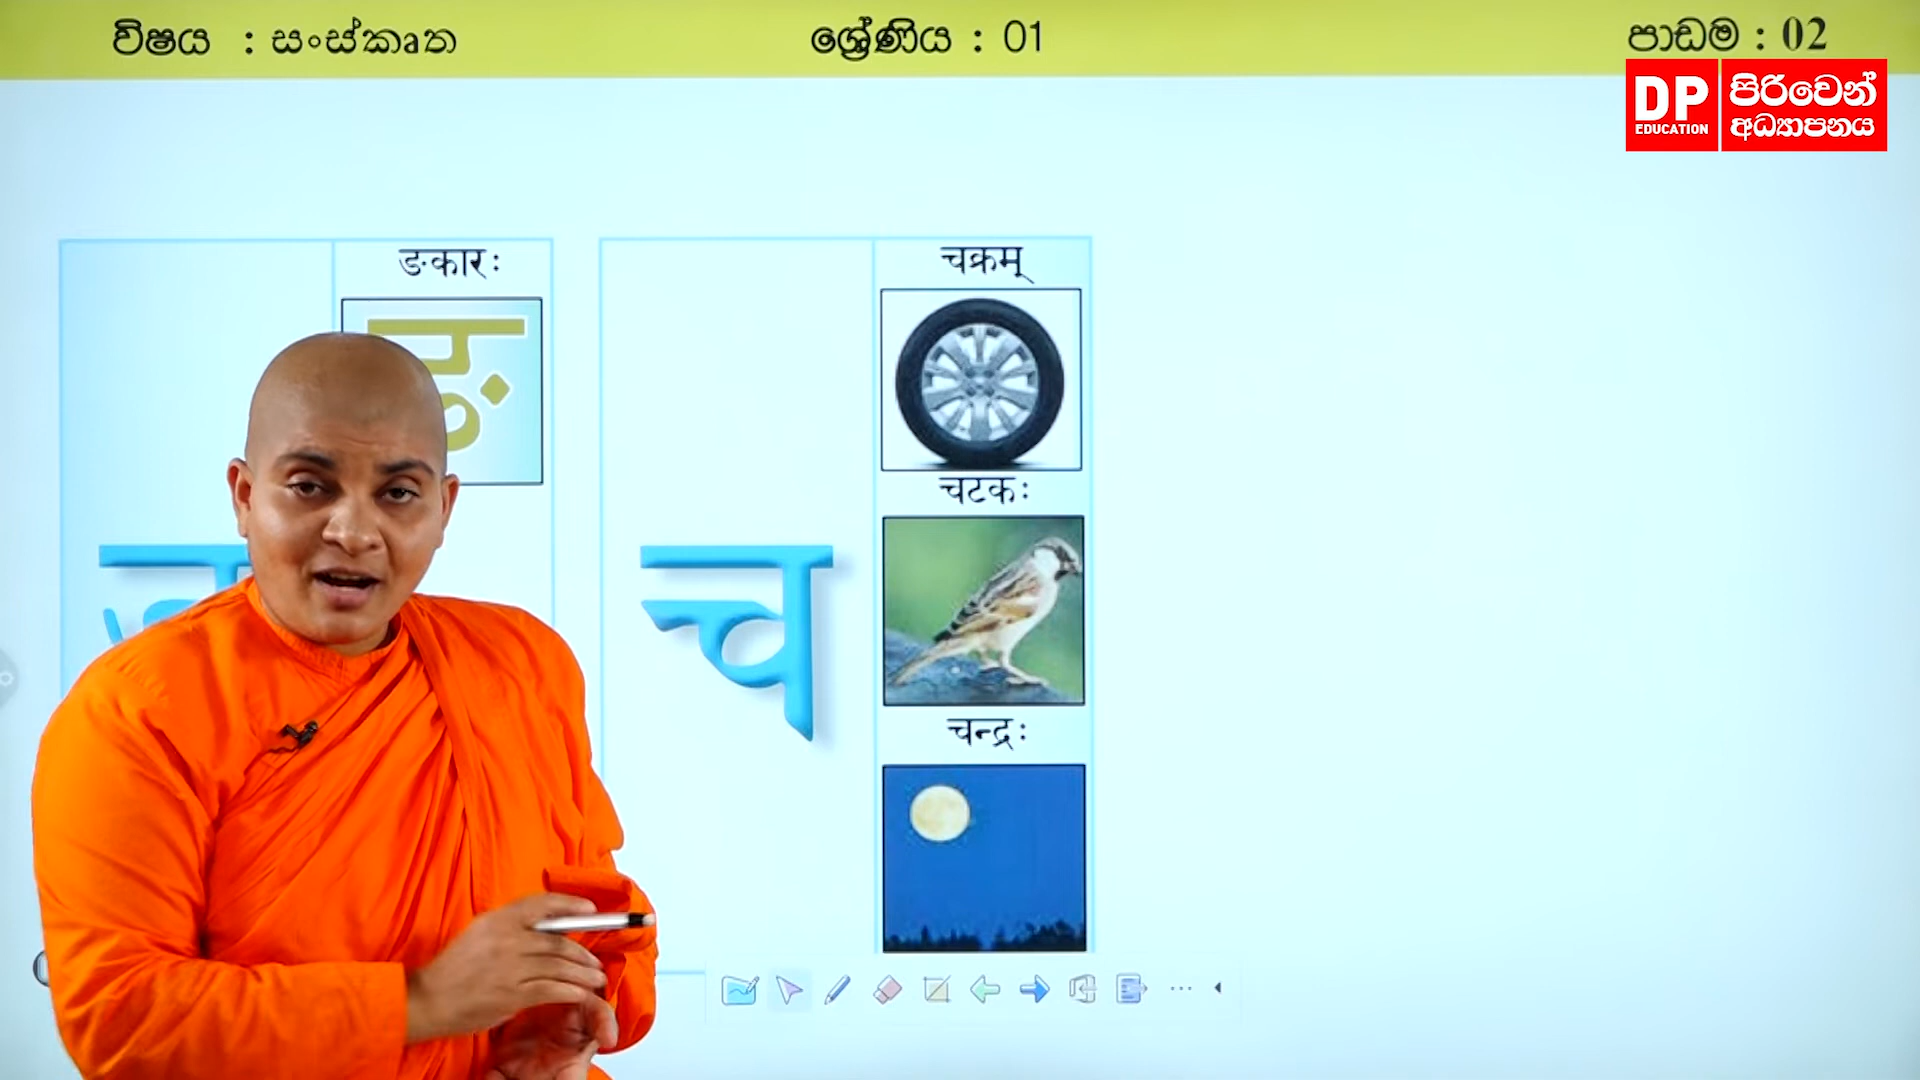 විෂය : සංස්කෘත
ශ්‍රේණිය : 01
පාඩම : 02
DP
EDUCATION
පිරිවෙන්
අධ්‍යාපනය
ङकारः
ङ
चक्रम्
चटकः
च
चन्द्रः